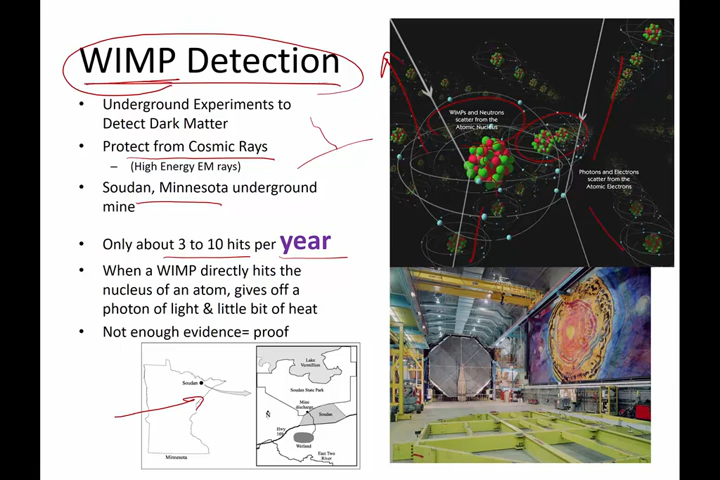 WIMP Detection
• Underground Experiments to
Detect Dark Matter
• Protect from Cosmic Rays
– (High Energy EM rays)
• Soudan, Minnesota underground
mine
• Only about 3 to 10 hits per year
• When a WIMP directly hits the
nucleus of an atom, gives off a
photon of light & little bit of heat
• Not enough evidence= proof
WIMPs and Neutrons
scatter from the
Atomic Nucleus
Photons and Electrons
scatter from the
Atomic Electrons
Soudan
Minnesota
Lake
Vermilion
Soudan State Park
Mine
discharge
Soudan
N
Hwy
169
Wetland
East Two
River